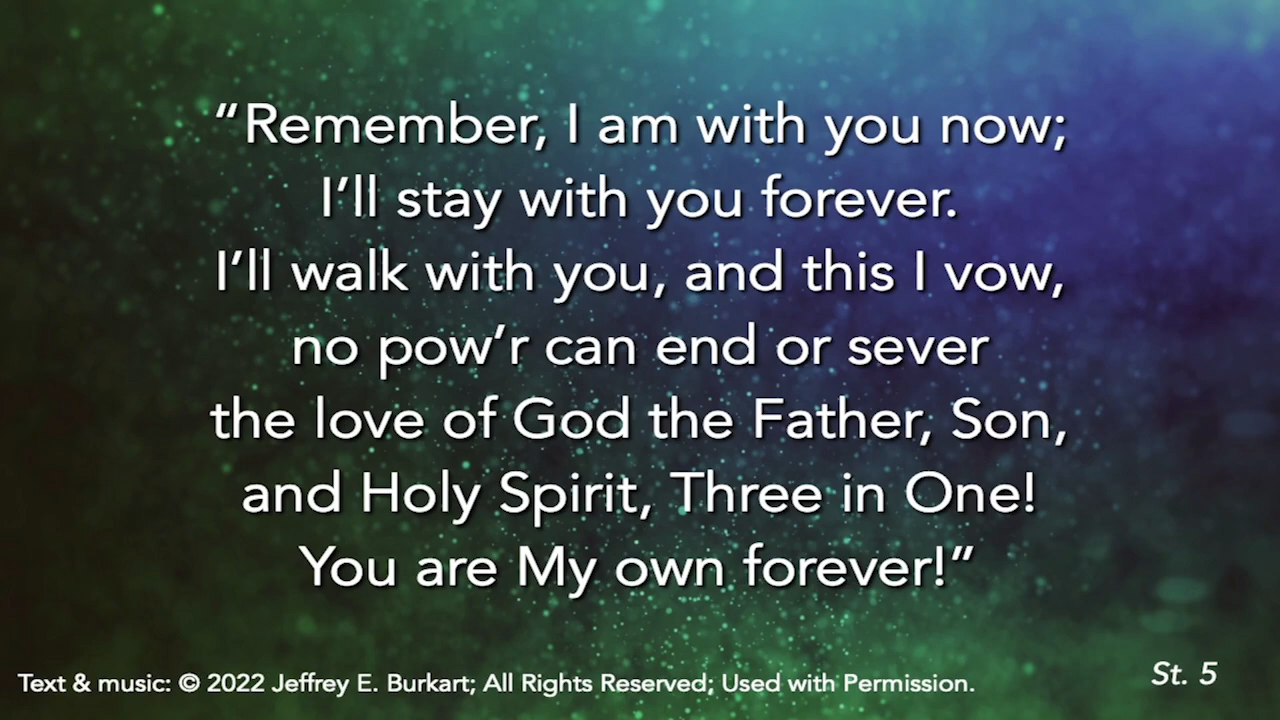 “Remember, I am with you now;
I’ll stay with you forever.
I’ll walk with you, and this I vow,
no pow’r can end or sever
the love of God the Father, Son,
and Holy Spirit, Three in One!
You are My own forever!”
Text & music: © 2022 Jeffrey E. Burkart; All Rights Reserved; Used with Permission.
St. 5